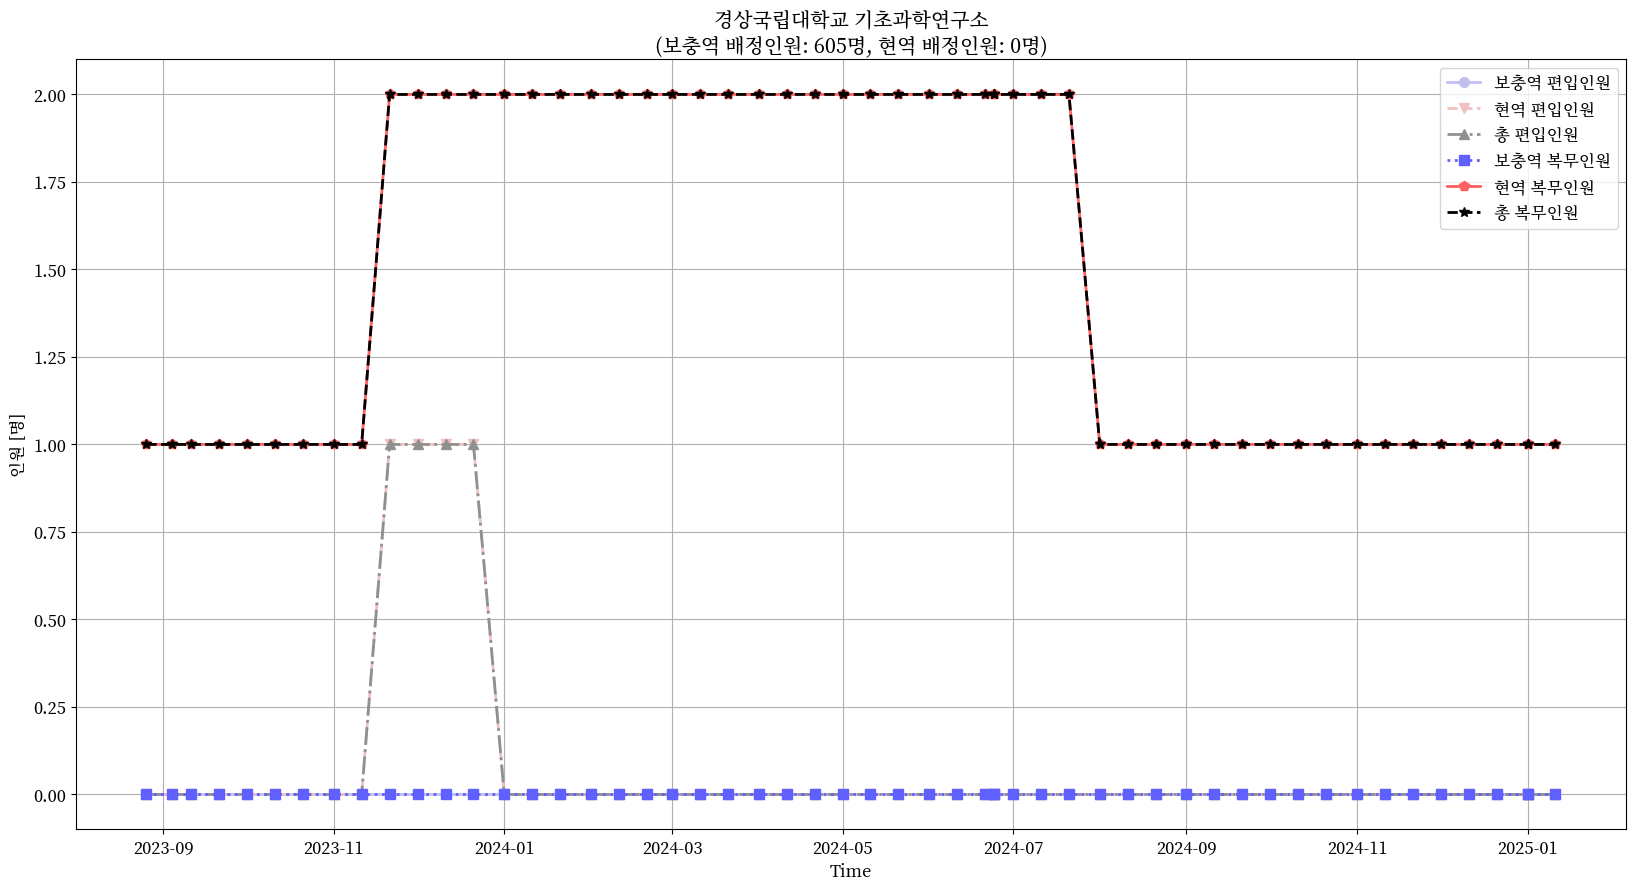 경상국립대학교 기초과학연구소
(보충역 배정인원: 605명, 현역 배정인원: 0명)
보충역 편입인원
현역 편입인원
총 편입인원
보충역 복무인원
현역 복무인원
총 복무인원
인원 [명]
2.00
1.75
1.50
1.25
1.00
0.75
0.50
0.25
0.00
2023-09
2023-11
2024-01
2024-03
2024-05
2024-07
2024-09
2024-11
2025-01
Time